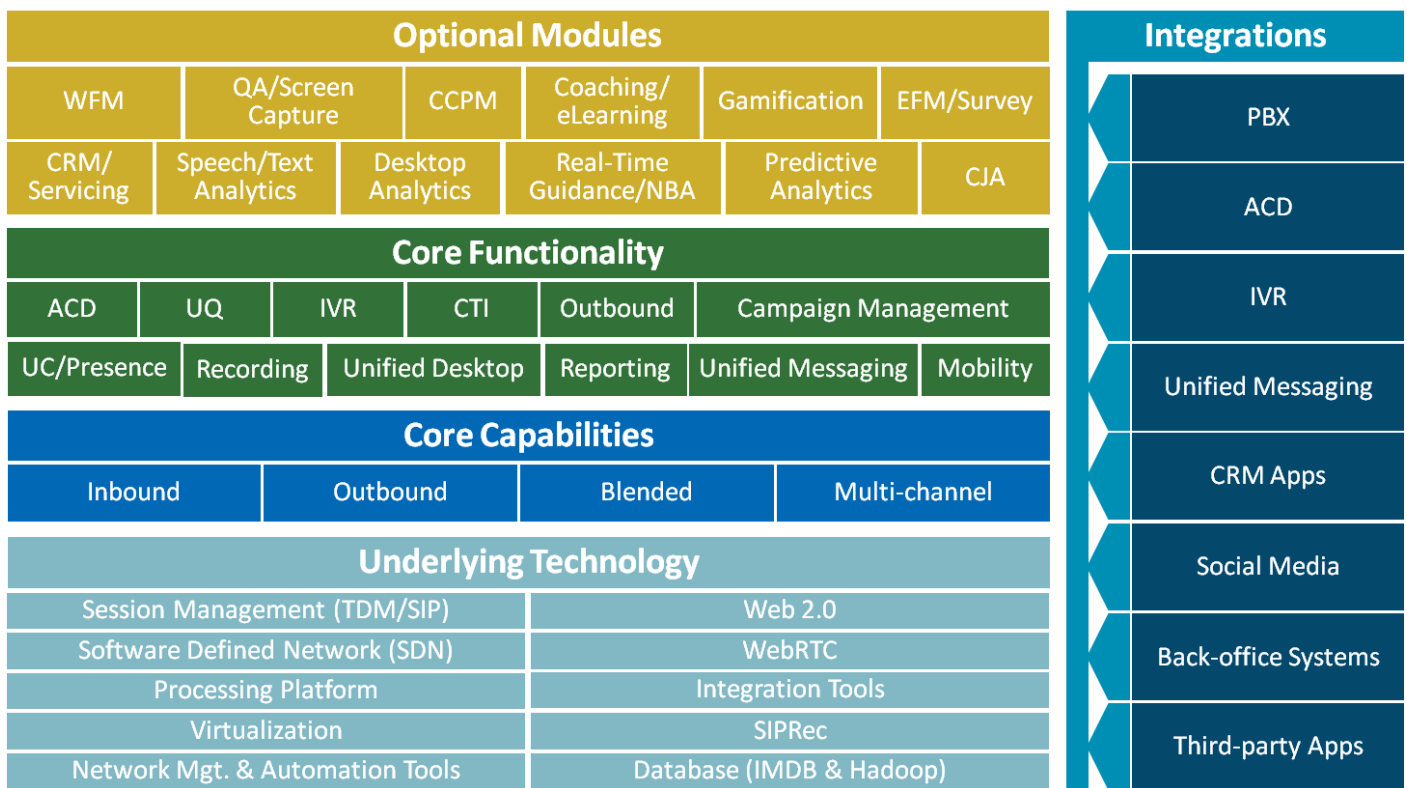 Optional Modules
WFM
QA/Screen
Capture
CCPM
Coaching/
eLearning
Gamification
EFM/Survey
CRM/
Servicing
Speech/Text
Analytics
Desktop
Analytics
Real-Time
Guidance/NBA
Predictive
Analytics
CJA
Core Functionality
ACD
UQ
IVR
CTI
Outbound
Campaign Management
UC/Presence
Recording
Unified Desktop
Reporting
Unified Messaging
Mobility
Core Capabilities
Inbound
Outbound
Blended
Multi-channel
Underlying Technology
Session Management (TDM/SIP)
Web 2.0
Software Defined Network (SDN)
WebRTC
Processing Platform
Integration Tools
Virtualization
SIPRec
Network Mgt. & Automation Tools
Database (IMDB & Hadoop)
Integrations
PBX
ACD
IVR
Unified Messaging
CRM Apps
Social Media
Back-office Systems
Third-party Apps